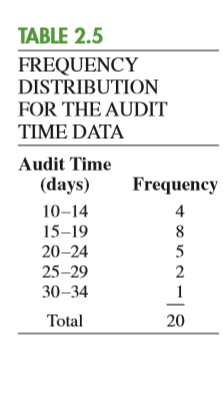 TABLE 2.5
FREQUENCY
DISTRIBUTION
FOR THE AUDIT
TIME DATA
Audit Time
(days) Frequency
10–14 4
15–19 8
20–24 5
25–29 2
30–34 1
Total 20